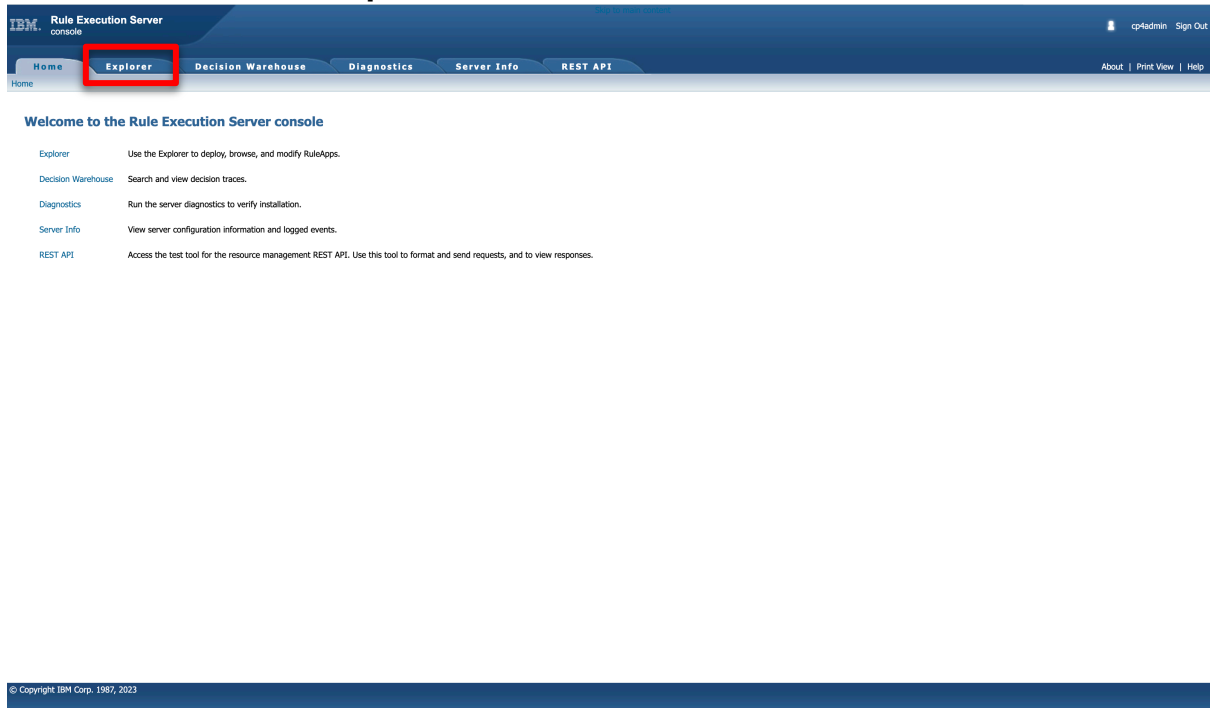 IBM. Rule Execution Server
console
Skip to main content
cp4admin Sign Out
Home Explorer Decision Warehouse Diagnostics Server Info REST API
About | Print View | Help
Home
Welcome to the Rule Execution Server console
Explorer Use the Explorer to deploy, browse, and modify RuleApps.
Decision Warehouse Search and view decision traces.
Diagnostics Run the server diagnostics to verify installation.
Server Info View server configuration information and logged events.
REST API Access the test tool for the resource management REST API. Use this tool to format and send requests, and to view responses.
© Copyright IBM Corp. 1987, 2023